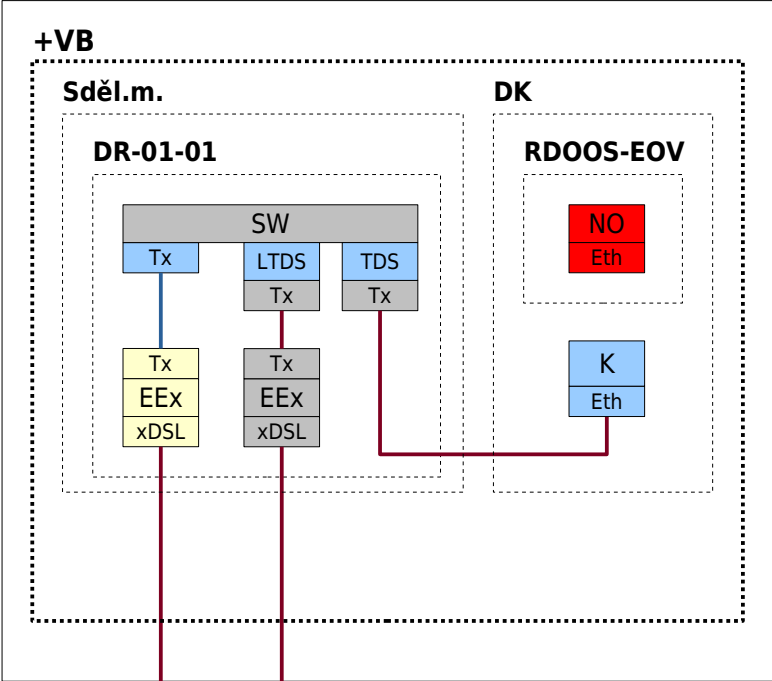 +VB
Sděl.m.
DK
DR-01-01
RDOOS-EOV
SW
NO
Tx
LTDS
TDS
Eth
Tx
Tx
Tx
Tx
K
EEx
EEx
Eth
xDSL
xDSL